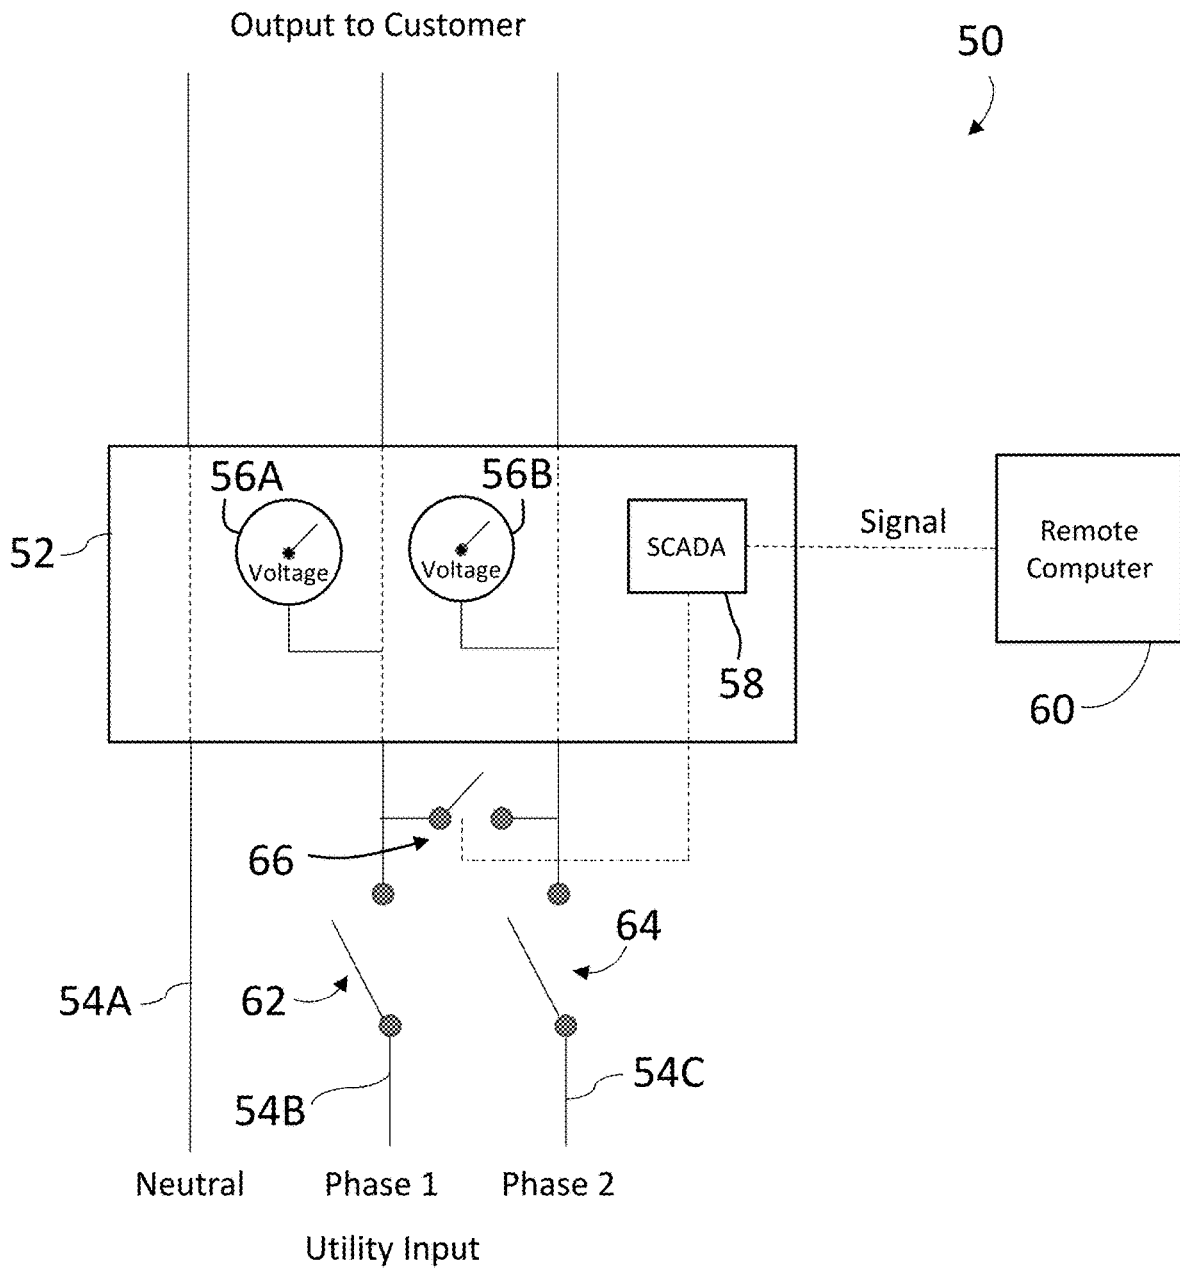 Output to Customer
50
56A
56B
52
Voltage
Voltage
SCADA
Signal
Remote
Computer
58
60
66
64
62
54A
54B
54C
Neutral
Phase 1
Phase 2
Utility Input